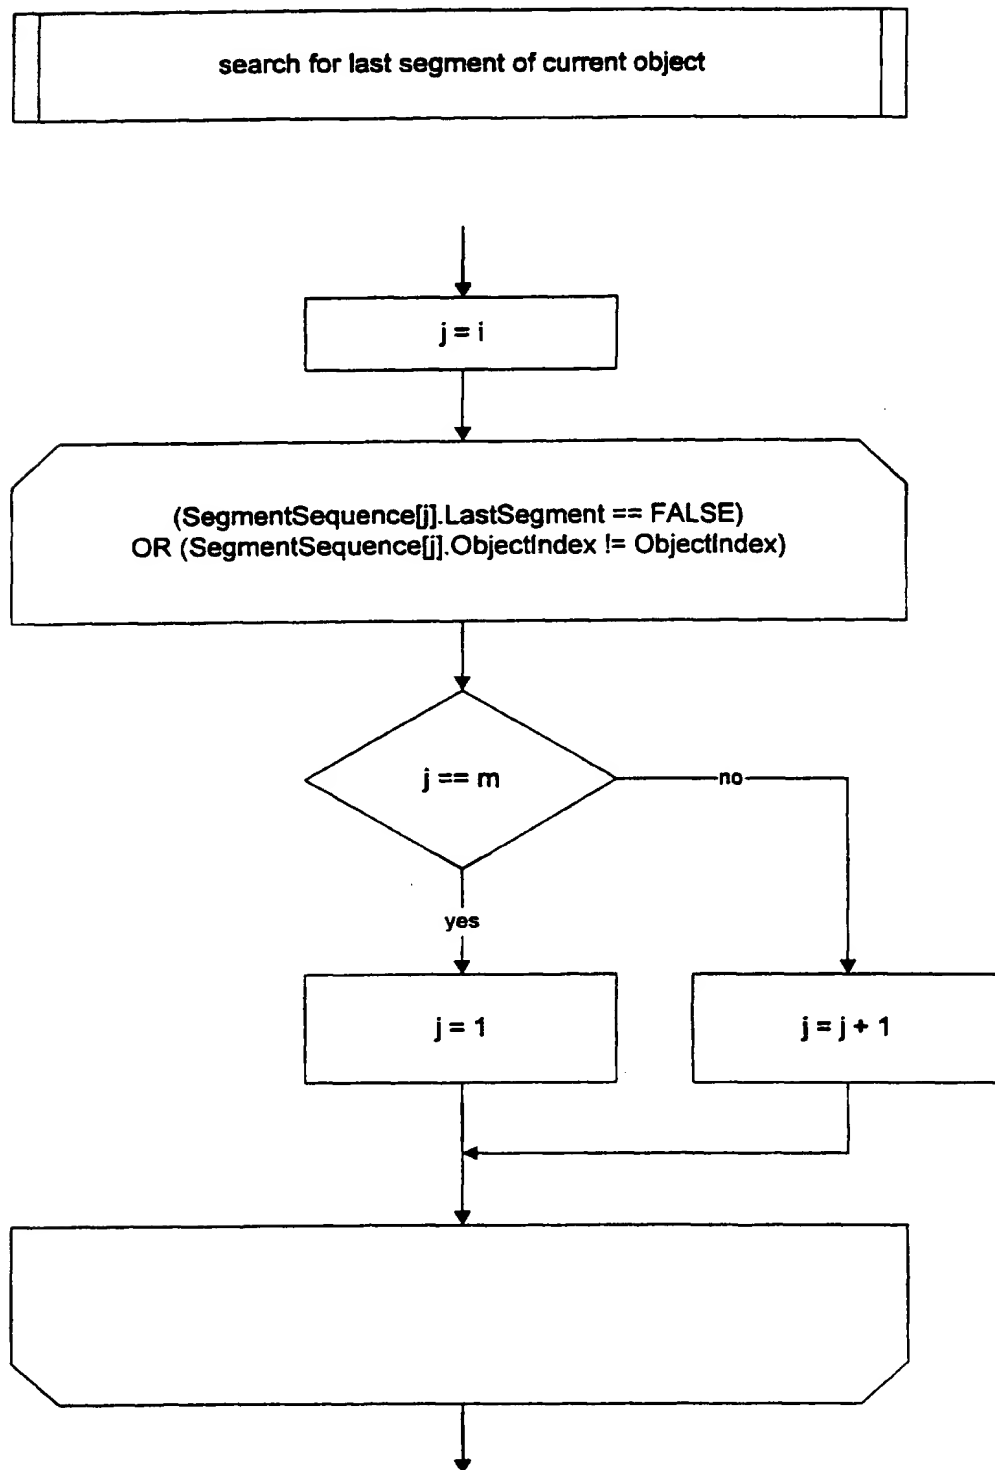 search for last segment of current object
j = i
(SegmentSequence[j].LastSegment == FALSE)
OR (SegmentSequence[j].ObjectIndex != ObjectIndex)
j == m
no
yes
j = 1
j = j + 1